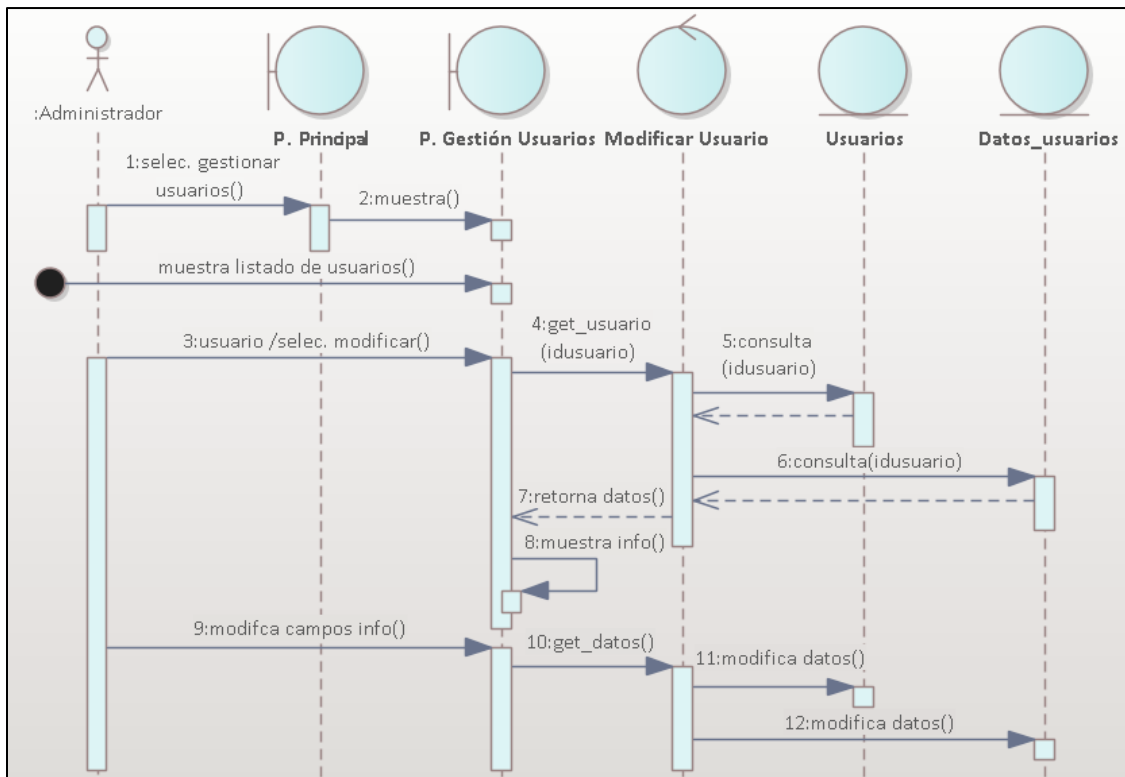 :Administrador
P. Principal
P. Gestión Usuarios
Modificar Usuario
Usuarios
Datos_usuarios
1:selec. gestionar
usuarios()
2:muestra()
muestra listado de usuarios()
3:usuario /selec. modificar()
4:get_usuario
(idusuario)
5:consulta
(idusuario)
6:consulta(idusuario)
7:retorna datos()
8:muestra info()
9:modifca campos info()
10:get_datos()
11:modifica datos()
12:modifica datos()